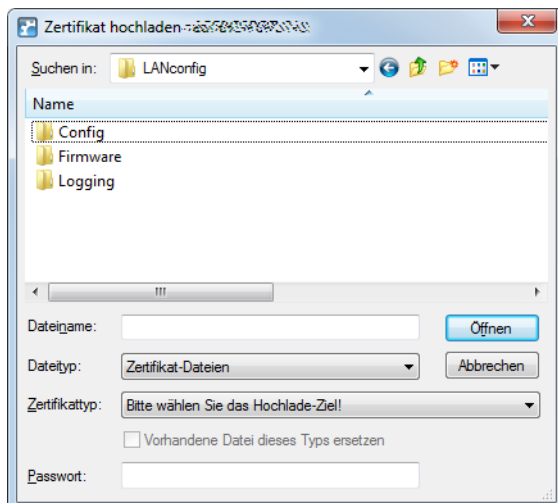 Zertifikat hochladen
Suchen in: LANconfig
Name
Config
Firmware
Logging
Dateiname: Öffnen
Dateityp: Zertifikat-Dateien Abbrechen
Zertifikattyp: Bitte wählen Sie das Hochlade-Ziel!
Vorhandene Datei dieses Typs ersetzen
Passwort: